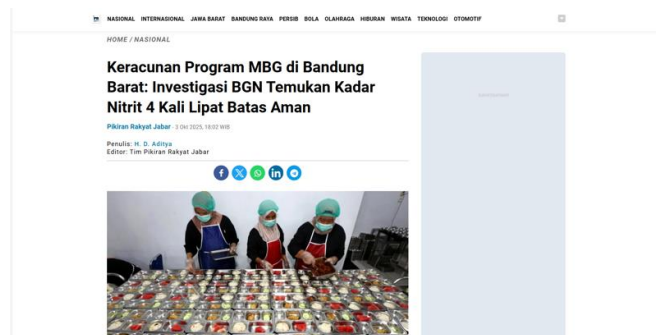 NASIONAL INTERNASIONAL JAWA BARAT BANDUNG RAYA PERSIB BOLA OLAHRAGA HIBURAN WISATA TEKNOLOGI OTOMOTIF
HOME / NASIONAL
Keracunan Program MBG di Bandung
Barat: Investigasi BGN Temukan Kadar
Nitrit 4 Kali Lipat Batas Aman
Pikiran Rakyat Jabar - 2 Okt 2025, 18:02 WIB
Penulis: H. D. Aditya
Editor: Tim Pikiran Rakyat Jabar